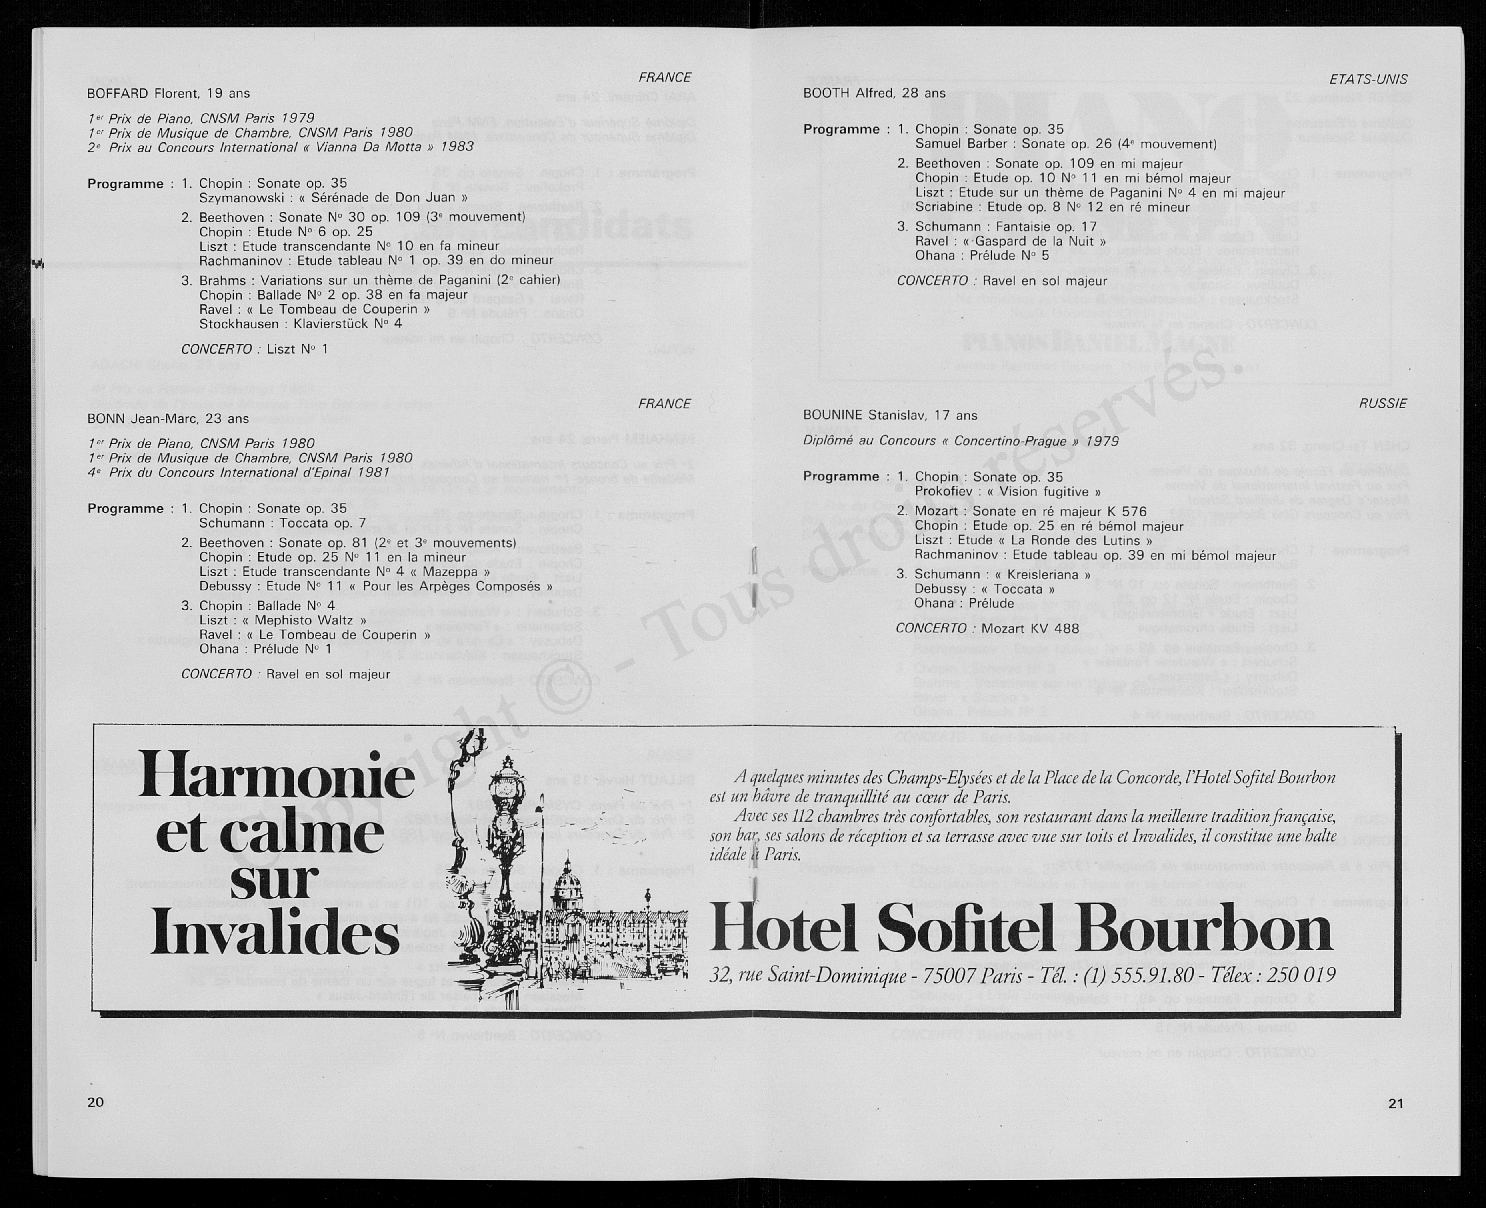 FRANCE
BOFFARD Florent, 19 ans
1er Prix de Piano, CNSM Paris 1979
1er Prix de Musique de Chambre, CNSM Paris 1980
2e Prix au Concours International « Vianna Da Motta » 1983
Programme : 1. Chopin : Sonate op. 35
Szymanowski : « Sérénade de Don Juan »
2. Beethoven : Sonate No 30 op. 109 (3e mouvement)
Chopin : Etude No 6 op. 25
Liszt : Etude transcendante No 10 en fa mineur
Rachmaninov : Etude tableau No 1 op. 39 en do mineur
3. Brahms : Variations sur un thème de Paganini (2e cahier)
Chopin : Ballade No 2 op. 38 en fa majeur
Ravel : « Le Tombeau de Couperin »
Stockhausen : Klavierstück No 4
CONCERTO : Liszt No 1
FRANCE
BONN Jean-Marc, 23 ans
1er Prix de Piano, CNSM Paris 1980
1er Prix de Musique de Chambre, CNSM Paris 1980
4e Prix du Concours International d'Epinal 1981
Programme : 1. Chopin : Sonate op. 35
Schumann : Toccata op. 7
2. Beethoven : Sonate op. 81 (2e et 3e mouvements)
Chopin : Etude op. 25 No 11 en la mineur
Liszt : Etude transcendante No 4 « Mazeppa »
Debussy : Etude No 11 « Pour les Arpèges Composés »
3. Chopin : Ballade No 4
Liszt : « Mephisto Waltz »
Ravel : « Le Tombeau de Couperin »
Ohana : Prélude No 1
CONCERTO : Ravel en sol majeur
ETATS-UNIS
BOOTH Alfred, 28 ans
Programme : 1. Chopin : Sonate op. 35
Samuel Barber : Sonate op. 26 (4e mouvement)
2. Beethoven : Sonate op. 109 en mi majeur
Chopin : Etude op. 10 No 11 en mi bémol majeur
Liszt : Etude sur un thème de Paganini No 4 en mi majeur
Scriabine : Etude op. 8 No 12 en ré mineur
3. Schumann : Fantaisie op. 17
Ravel : « Gaspard de la Nuit »
Ohana : Prélude No 5
CONCERTO : Ravel en sol majeur
RUSSIE
BOUNINE Stanislav, 17 ans
Diplômé au Concours « Concertino-Prague » 1979
Programme : 1. Chopin : Sonate op. 35
Prokofiev : « Vision fugitive »
2. Mozart : Sonate en ré majeur K 576
Chopin : Etude op. 25 en ré bémol majeur
Liszt : Etude « La Ronde des Lutins »
Rachmaninov : Etude tableau op. 39 en mi bémol majeur
3. Schumann : « Kreisleriana »
Debussy : « Toccata »
Ohana : Prélude
CONCERTO : Mozart KV 488
Copyright © - Tous droits réservés.
Harmonie
et calme
sur
Invalides
A quelques minutes des Champs-Elysées et de la Place de la Concorde, l'Hotel Sofitel Bourbon
est un hâvre de tranquillité au cœur de Paris.
Avec ses 112 chambres très confortables, son restaurant dans la meilleure tradition française,
son bar, ses salons de réception et sa terrasse avec vue sur toits et Invalides, il constitue une halte
idéale à Paris.
Hotel Sofitel Bourbon
32, rue Saint-Dominique - 75007 Paris - Tél. : (1) 555.91.80 - Télex : 250 019
20
21